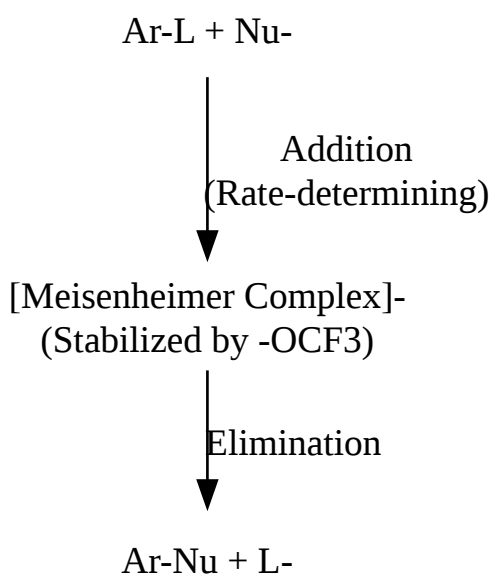 Ar-L + Nu-
Addition
(Rate-determining)
[Meisenheimer Complex]-
(Stabilized by -OCF3)
Elimination
Ar-Nu + L-